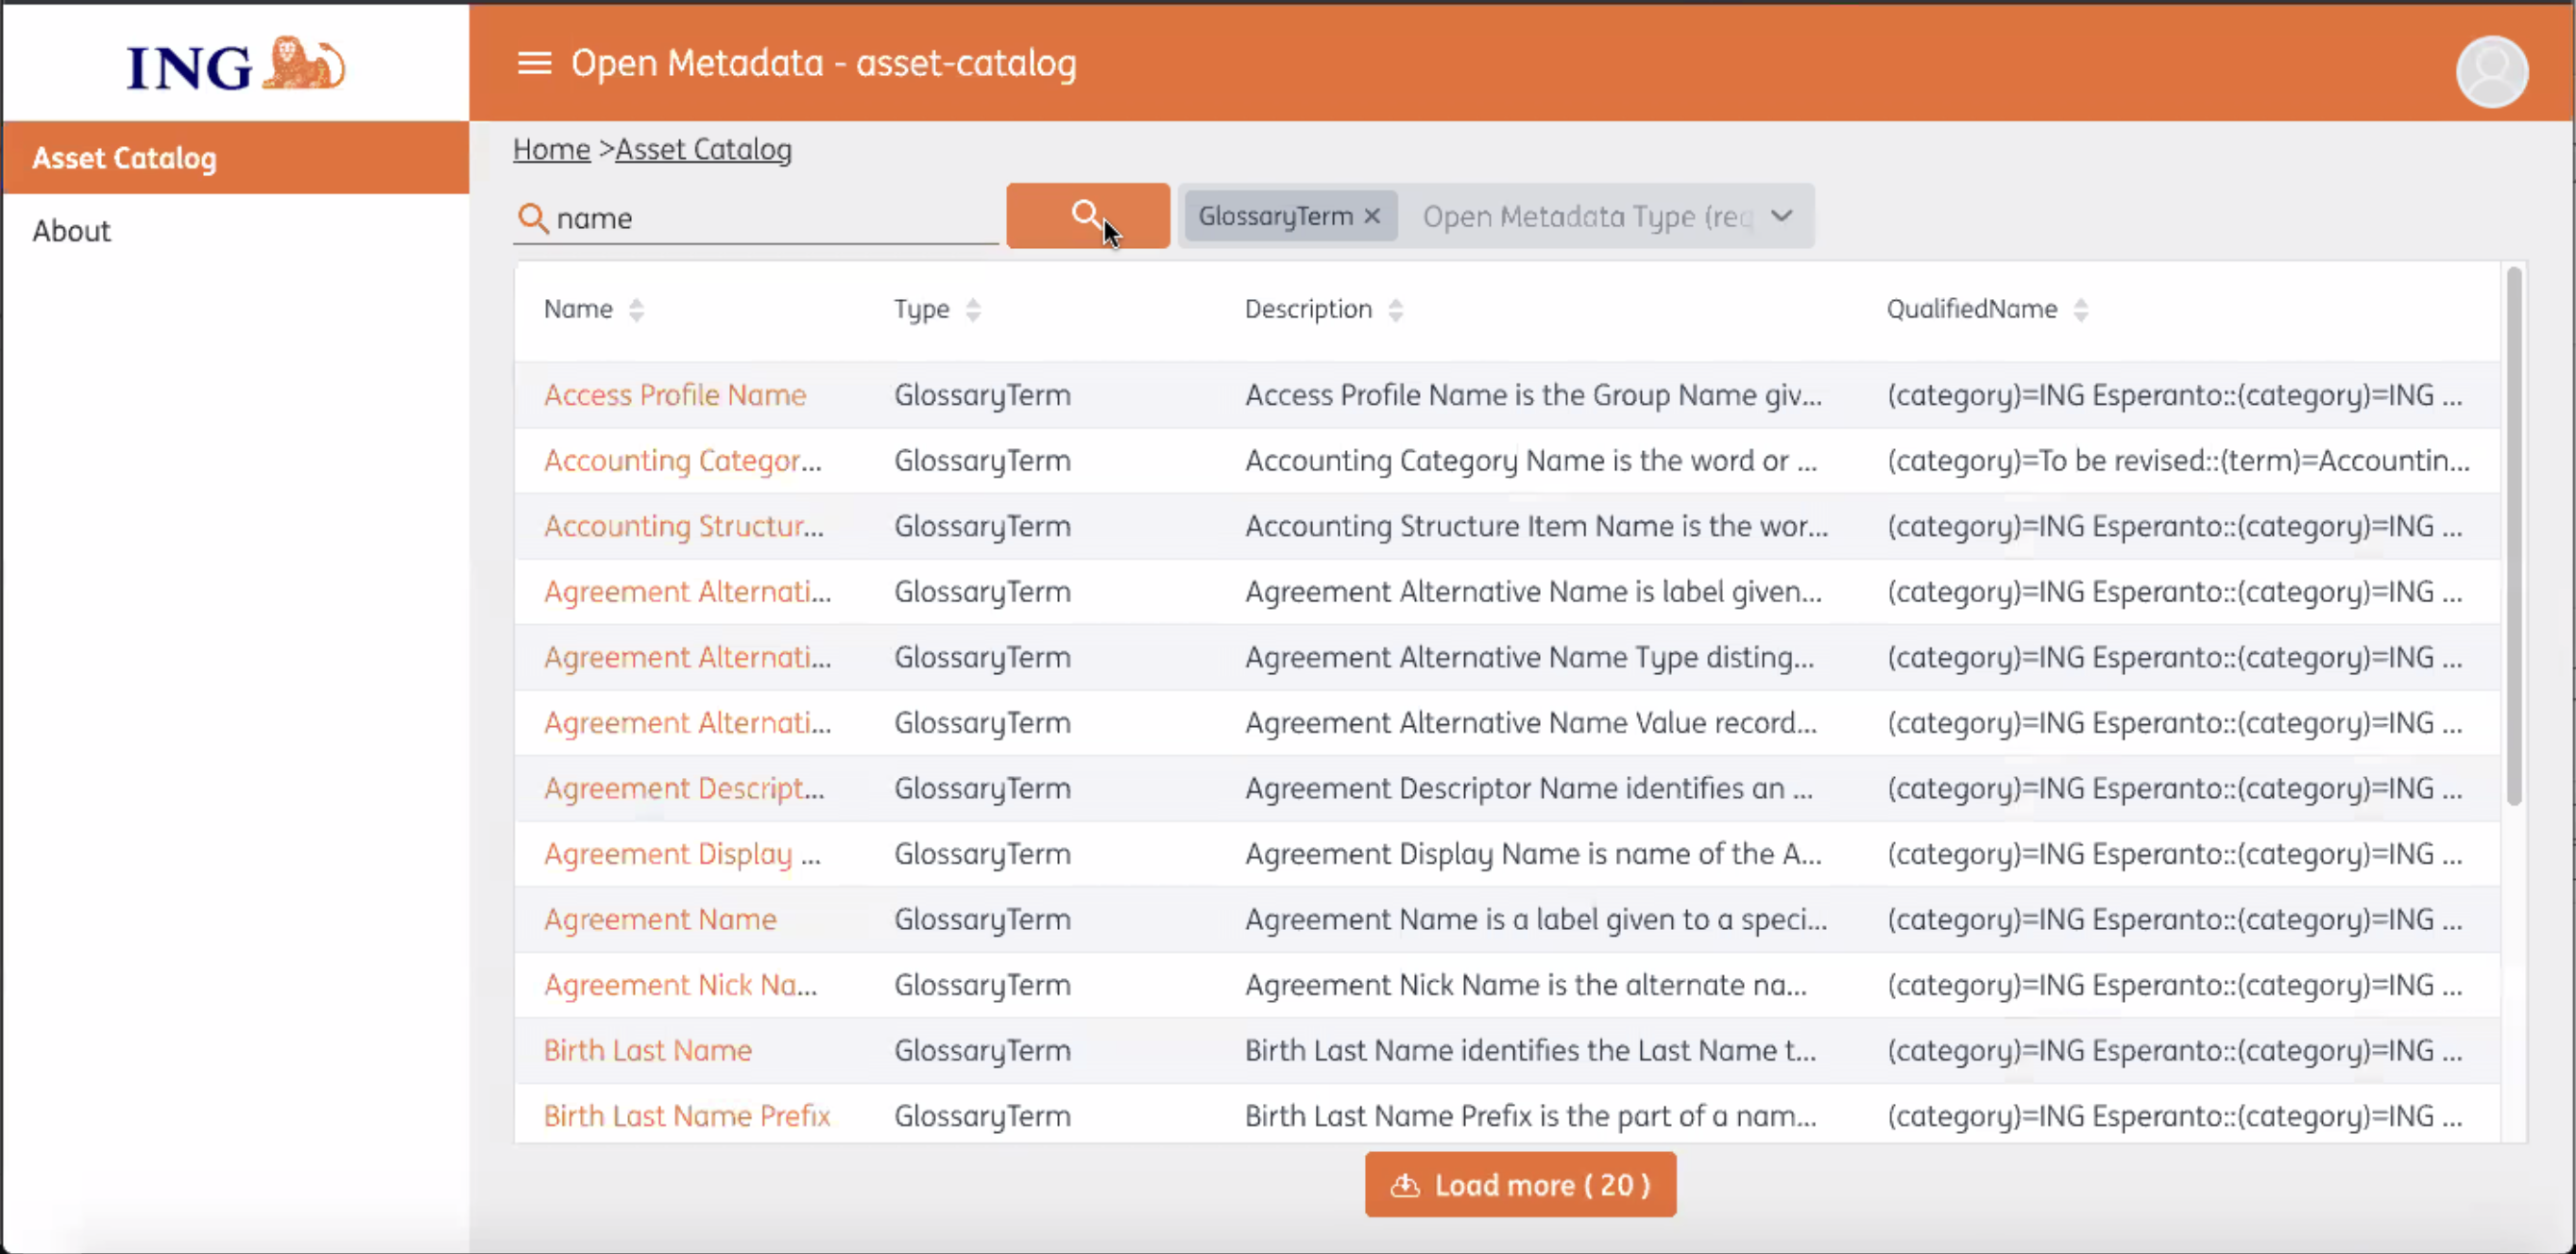 ING
Open Metadata - asset-catalog
Asset Catalog
About
Home >Asset Catalog
name
GlossaryTerm × Open Metadata Type (req
Name Type Description QualifiedName
Access Profile Name GlossaryTerm Access Profile Name is the Group Name giv... (category)=ING Esperanto::(category)=ING ...
Accounting Categor... GlossaryTerm Accounting Category Name is the word or ... (category)=To be revised::(term)=Accountin...
Accounting Structur... GlossaryTerm Accounting Structure Item Name is the wor... (category)=ING Esperanto::(category)=ING ...
Agreement Alternati... GlossaryTerm Agreement Alternative Name is label given... (category)=ING Esperanto::(category)=ING ...
Agreement Alternati... GlossaryTerm Agreement Alternative Name Type disting... (category)=ING Esperanto::(category)=ING ...
Agreement Alternati... GlossaryTerm Agreement Alternative Name Value record... (category)=ING Esperanto::(category)=ING ...
Agreement Descript... GlossaryTerm Agreement Descriptor Name identifies an ... (category)=ING Esperanto::(category)=ING ...
Agreement Display ... GlossaryTerm Agreement Display Name is name of the A... (category)=ING Esperanto::(category)=ING ...
Agreement Name GlossaryTerm Agreement Name is a label given to a speci... (category)=ING Esperanto::(category)=ING ...
Agreement Nick Na... GlossaryTerm Agreement Nick Name is the alternate na... (category)=ING Esperanto::(category)=ING ...
Birth Last Name GlossaryTerm Birth Last Name identifies the Last Name t... (category)=ING Esperanto::(category)=ING ...
Birth Last Name Prefix GlossaryTerm Birth Last Name Prefix is the part of a nam... (category)=ING Esperanto::(category)=ING ...
Load more ( 20 )